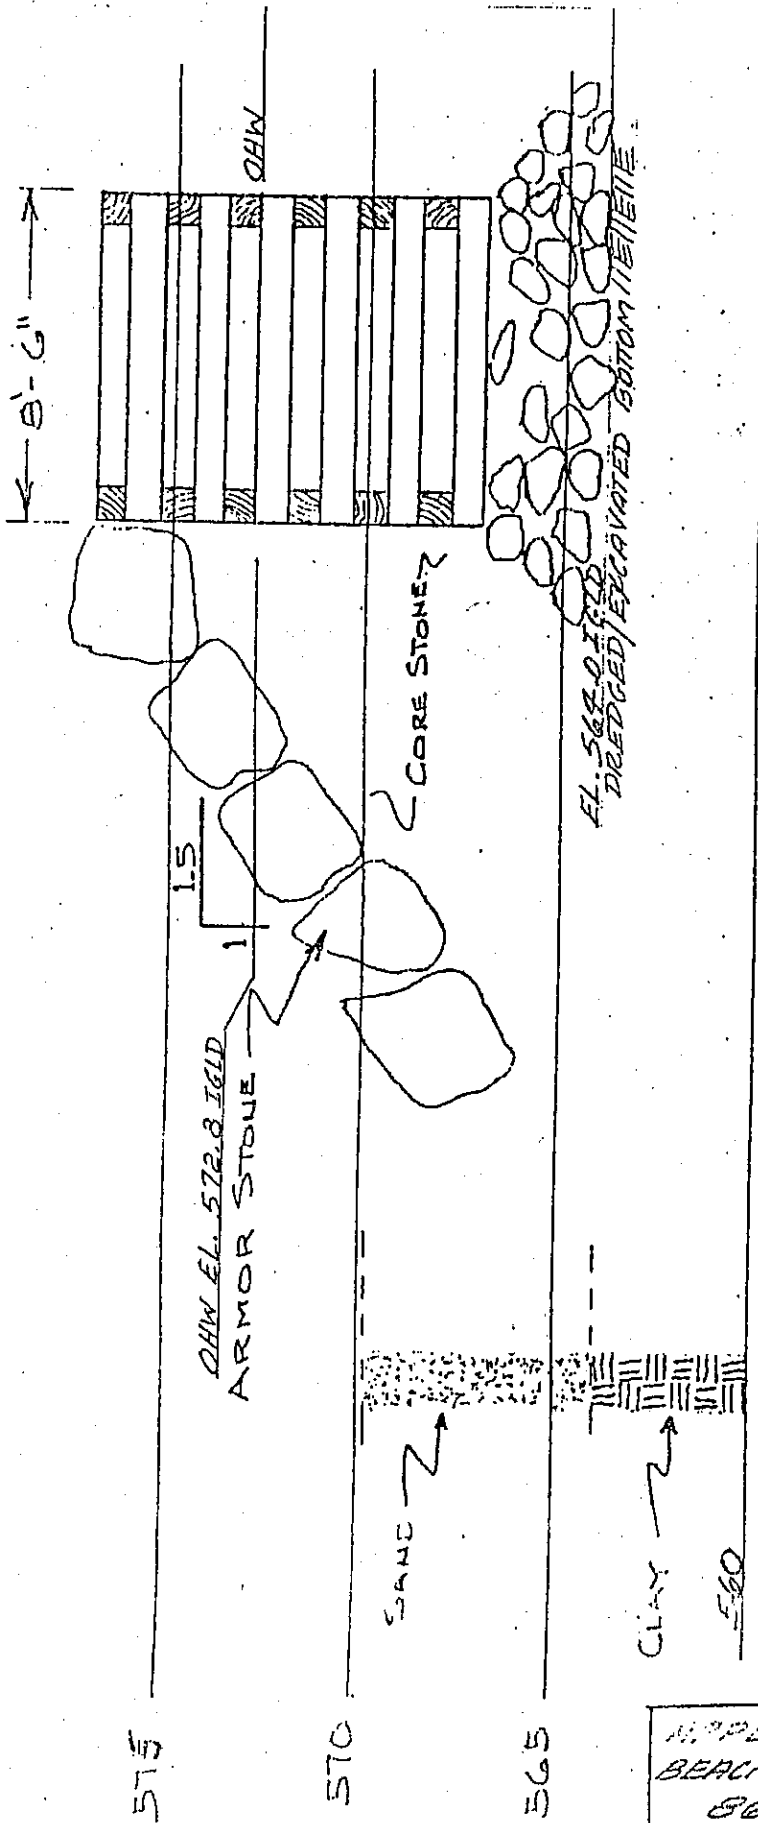 8'-6"
OHW
1.5
1
OHW EL. 572.8 IGLD
ARMOR STONE
CORE STONE
EL. 564.0 IGLD
DREDGED/EXCAVATED BOTTOM
SAND
CLAY
575
570
565
560
BEACH